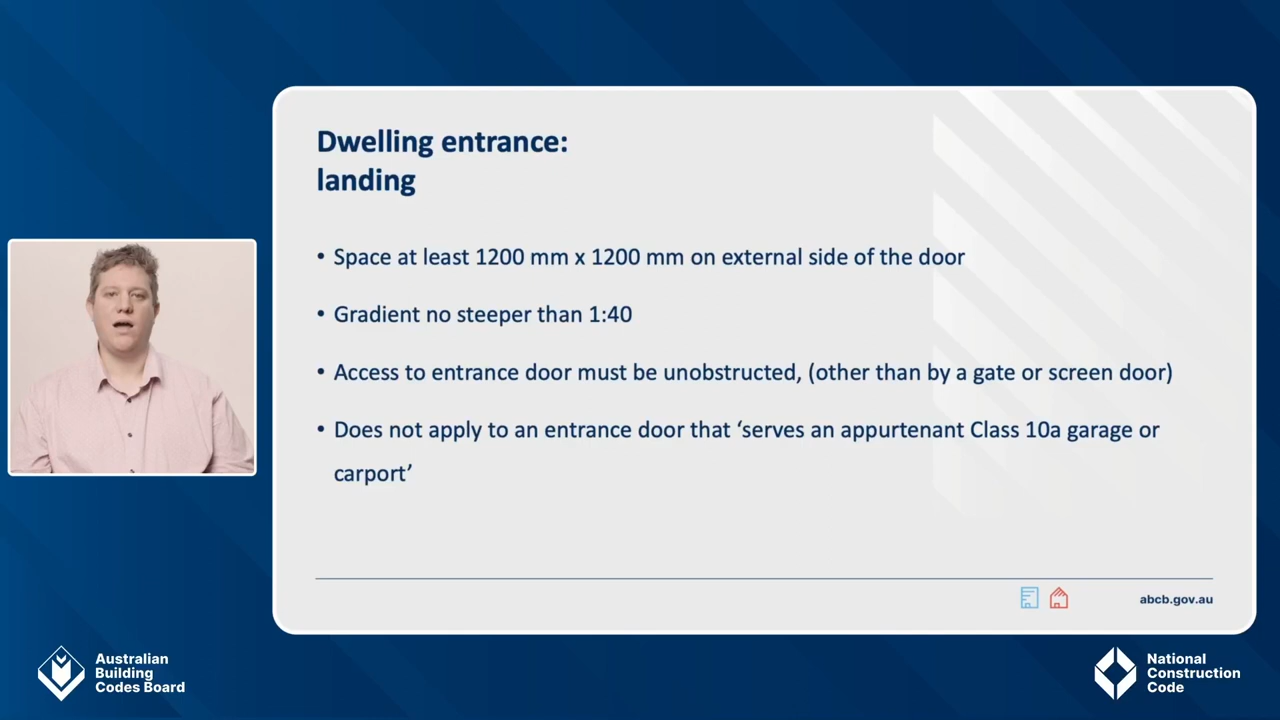 Dwelling entrance:
landing
• Space at least 1200 mm x 1200 mm on external side of the door
• Gradient no steeper than 1:40
• Access to entrance door must be unobstructed, (other than by a gate or screen door)
• Does not apply to an entrance door that ‘serves an appurtenant Class 10a garage or
carport’
abcb.gov.au
Australian
Building
Codes Board
National
Construction
Code